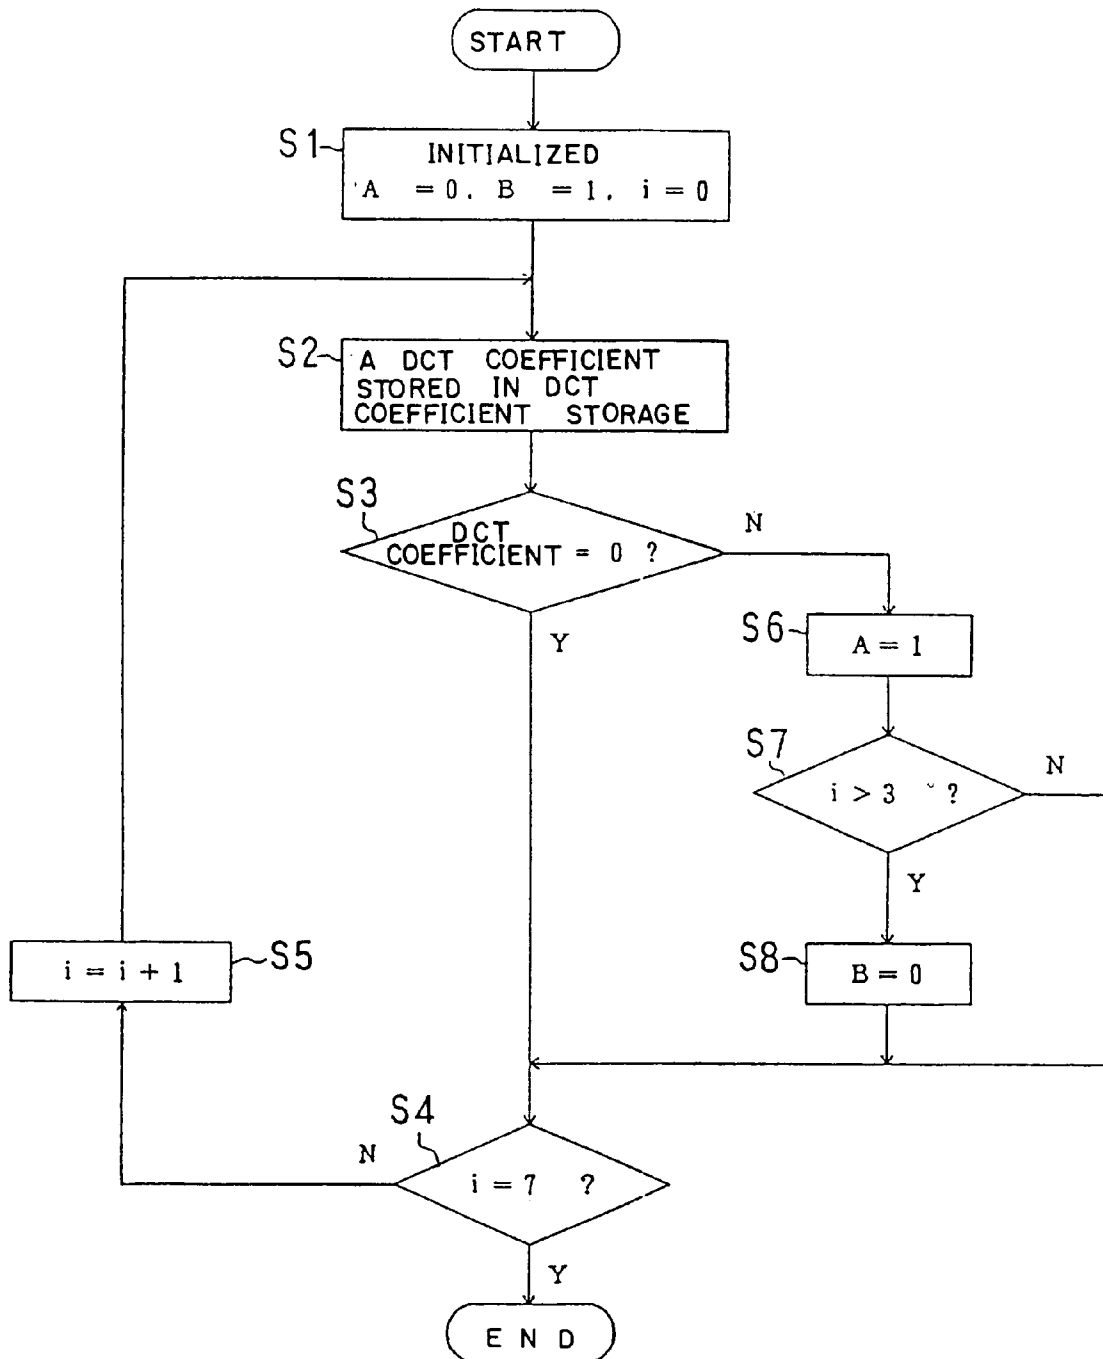 START
S1
INITIALIZED
A = 0. B = 1. i = 0
S2
A DCT COEFFICIENT
STORED IN DCT
COEFFICIENT STORAGE
S3
DCT
COEFFICIENT = 0 ?
N
Y
S6
A = 1
S7
i > 3 ?
N
Y
S5
i = i + 1
S8
B = 0
S4
i = 7 ?
N
Y
END